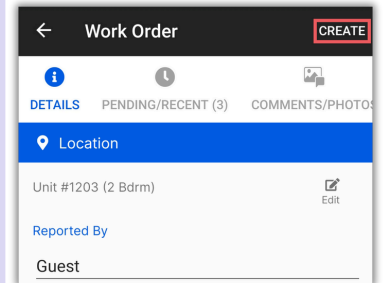 Work Order CREATE
DETAILS PENDING/RECENT (3) COMMENTS/PHOTOS
Location
Unit #1203 (2 Bdrm)
Edit
Reported By
Guest